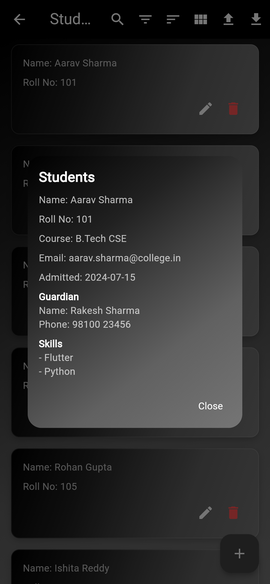 Stud...
Name: Aarav Sharma
Roll No: 101
N
R
Students
Name: Aarav Sharma
Roll No: 101
Course: B.Tech CSE
Email: aarav.sharma@college.in
Admitted: 2024-07-15
Guardian
Name: Rakesh Sharma
Phone: 98100 23456
Skills
- Flutter
- Python
Close
Name: Rohan Gupta
Roll No: 105
Name: Ishita Reddy